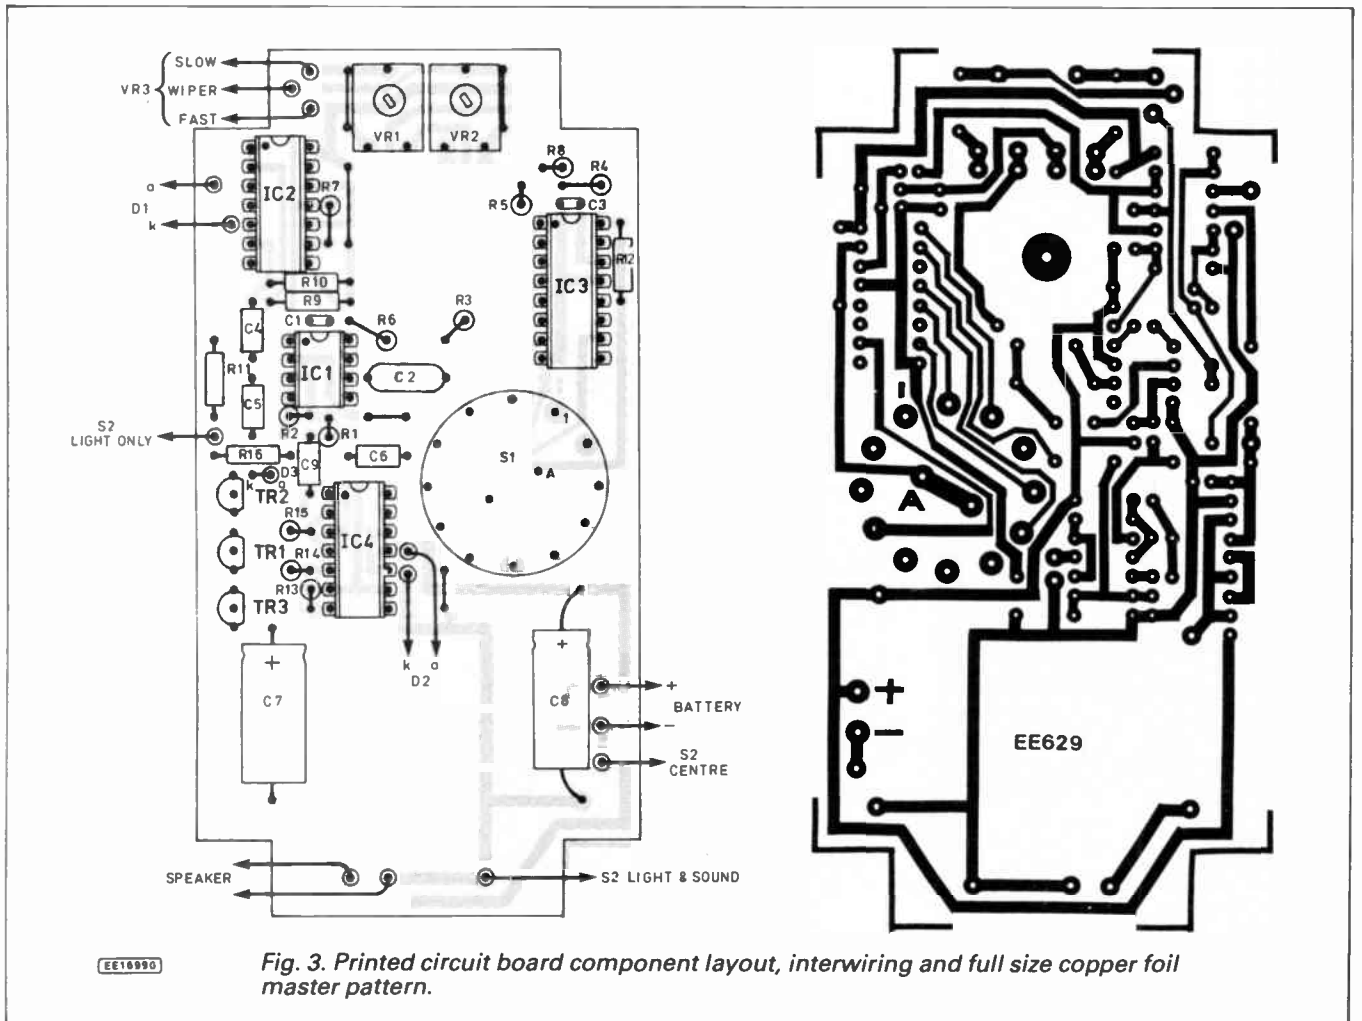 SLOW
VR3 WIPER
FAST
VR1
VR2
R8
R4
a
IC2
R7
R5
C3
D1
k
R12
IC3
R10
R9
R3
C1
R6
C4
R11
IC1
C2
C5
1
S2
LIGHT ONLY
R2
R1
S1
R16
C9
C6
A
D3
k
a
TR2
R15
IC4
TR1
R14
R13
TR3
+
+
k a
D2
C7
C8
+
BATTERY
−
S2
CENTRE
SPEAKER
S2 LIGHT & SOUND
-
A
+
−
EE629
EE16990
Fig. 3. Printed circuit board component layout, interwiring and full size copper foil
master pattern.